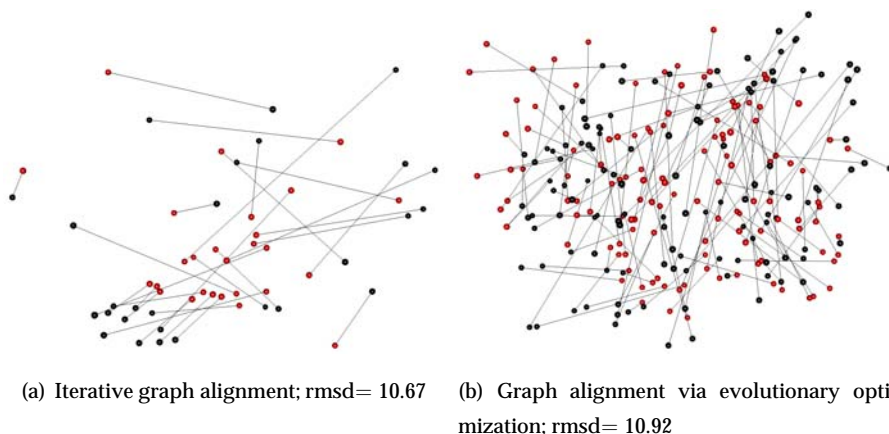 (a) Iterative graph alignment; rmsd= 10.67
(b) Graph alignment via evolutionary opti
mization; rmsd= 10.92